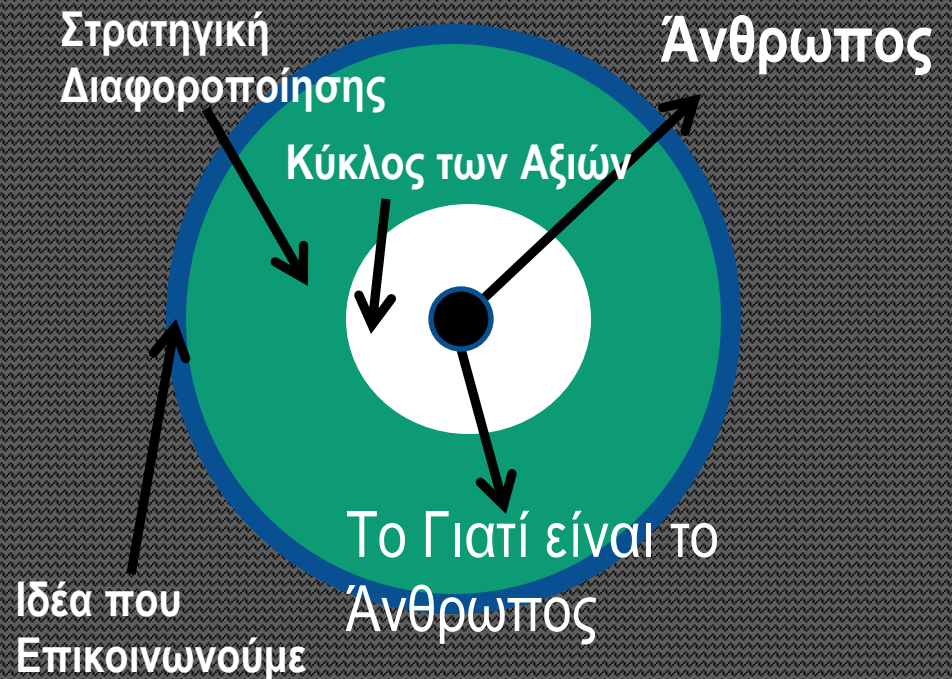 Στρατηγική
Διαφοροποίησης
Άνθρωπος
Κύκλος των Αξιών
Το Γιατί είναι το
Άνθρωπος
Ιδέα που
Επικοινωνούμε